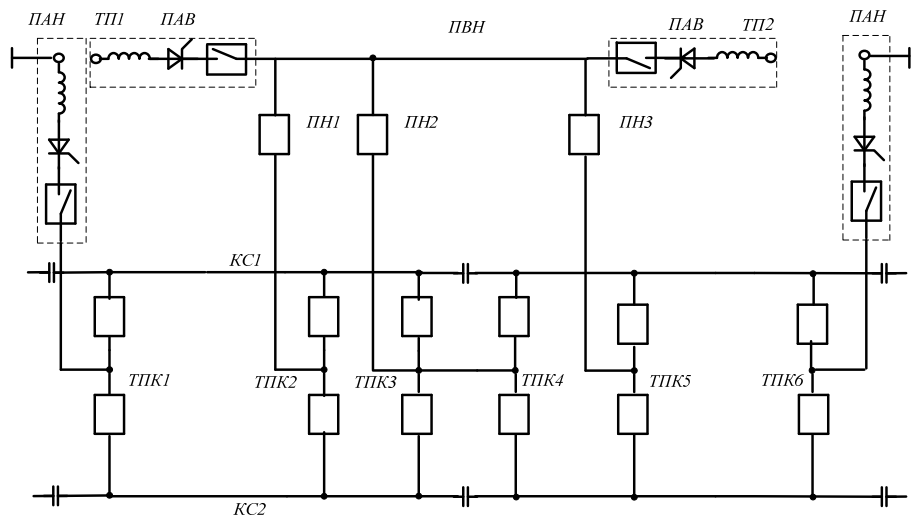 ПАН ТП1 ПАВ ПВН ПАВ ТП2 ПАН
ПН1 ПН2 ПН3
КС1
ТПК1 ТПК2 ТПК3 ТПК4 ТПК5 ТПК6
КС2